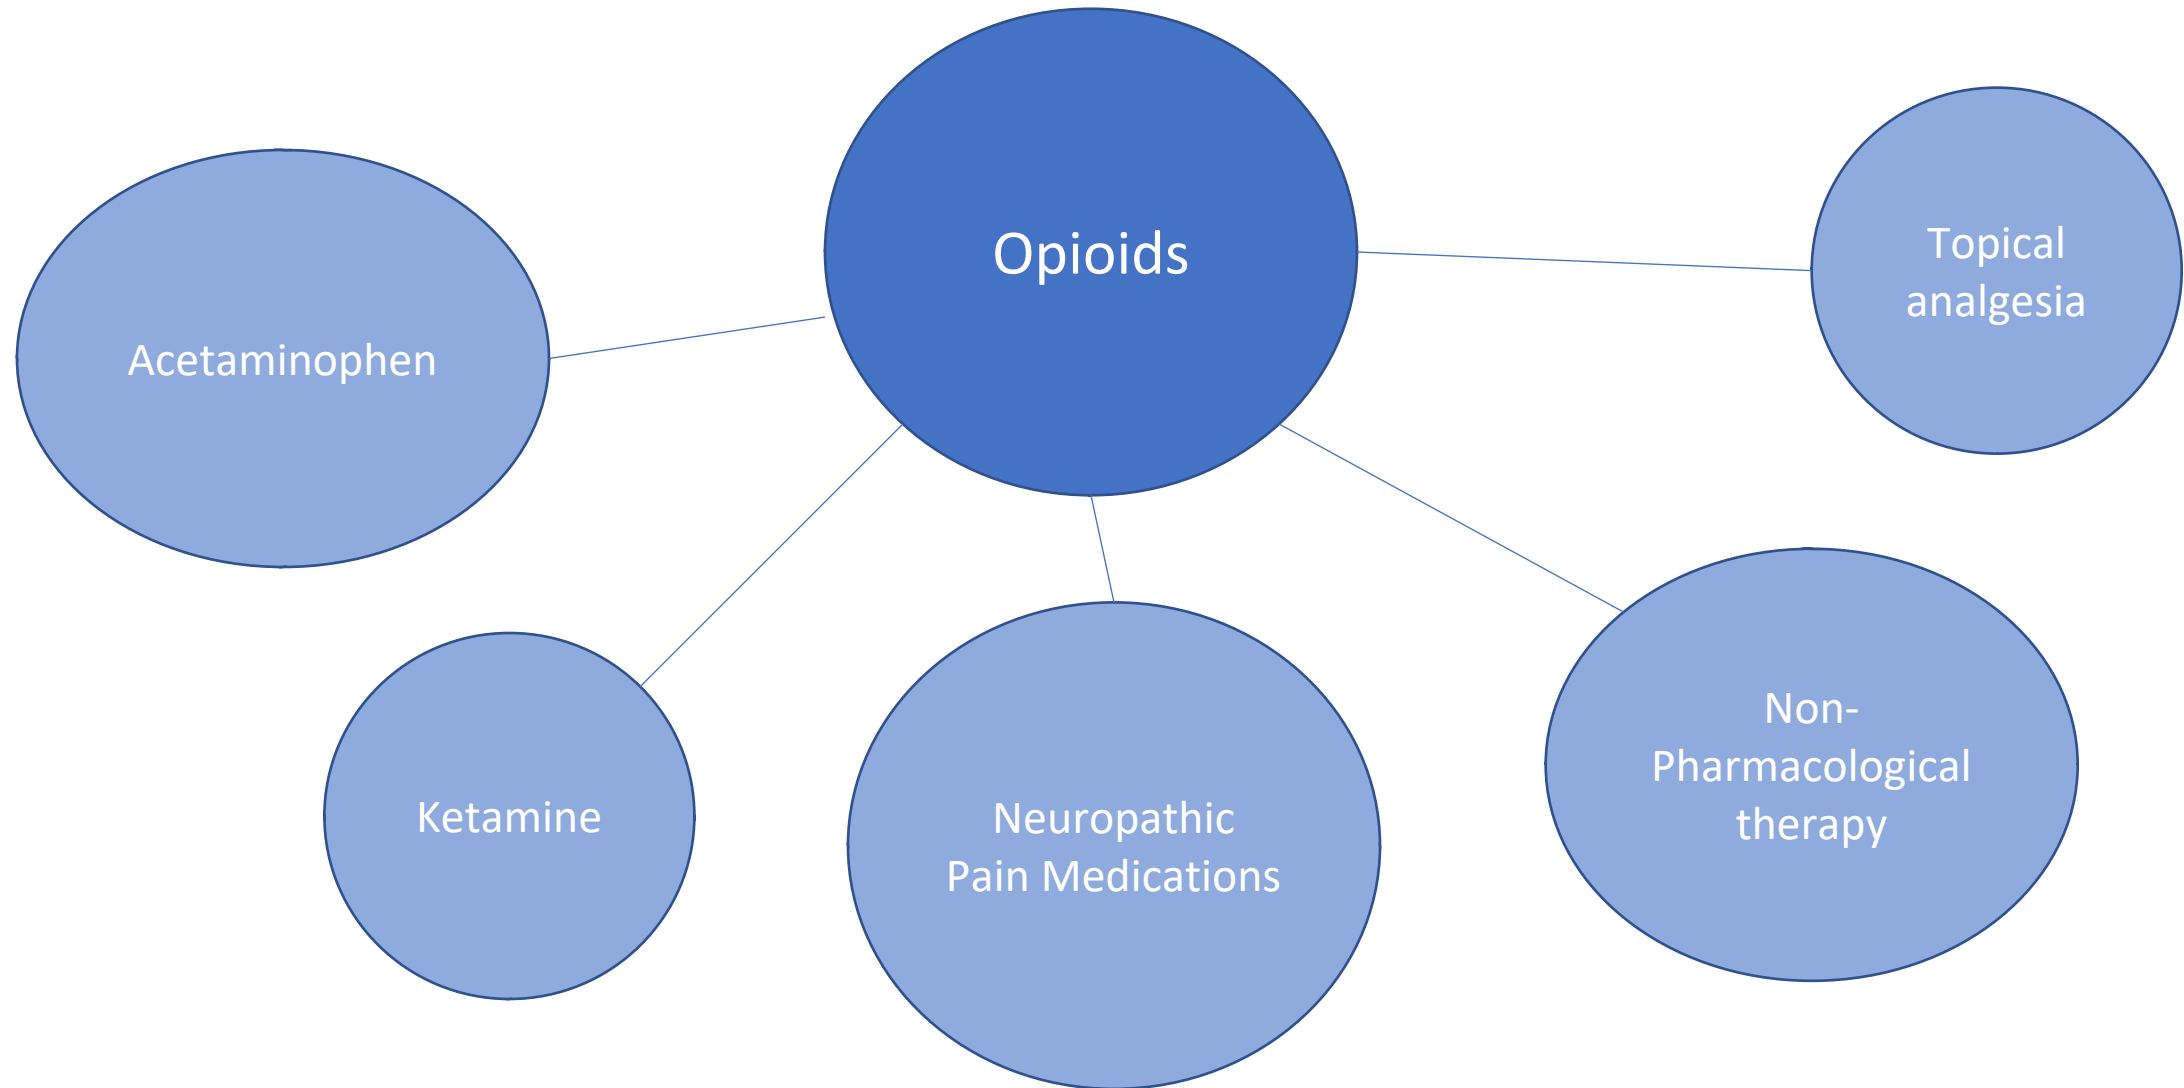 Opioids
Topical
analgesia
Acetaminophen
Non-
Pharmacological
therapy
Ketamine
Neuropathic
Pain Medications